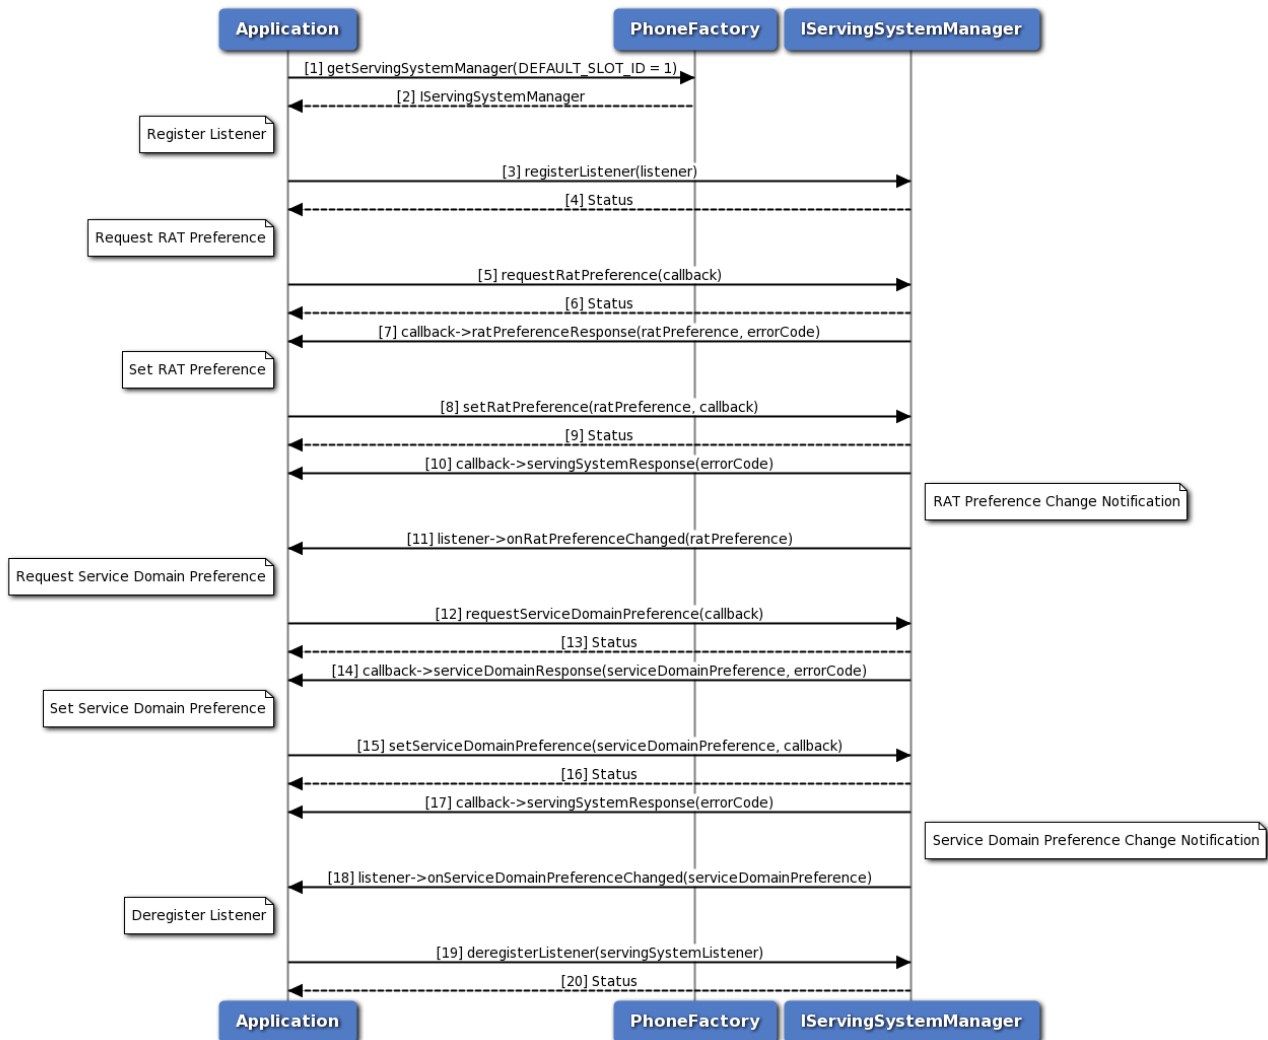 Application PhoneFactory IServingSystemManager
[1] getServingSystemManager(DEFAULT_SLOT_ID = 1)
[2] IServingSystemManager
Register Listener
[3] registerListener(listener)
[4] Status
Request RAT Preference
[5] requestRatPreference(callback)
[6] Status
[7] callback->ratPreferenceResponse(ratPreference, errorCode)
Set RAT Preference
[8] setRatPreference(ratPreference, callback)
[9] Status
[10] callback->servingSystemResponse(errorCode)
RAT Preference Change Notification
[11] listener->onRatPreferenceChanged(ratPreference)
Request Service Domain Preference
[12] requestServiceDomainPreference(callback)
[13] Status
[14] callback->serviceDomainResponse(serviceDomainPreference, errorCode)
Set Service Domain Preference
[15] setServiceDomainPreference(serviceDomainPreference, callback)
[16] Status
[17] callback->servingSystemResponse(errorCode)
Service Domain Preference Change Notification
[18] listener->onServiceDomainPreferenceChanged(serviceDomainPreference)
Deregister Listener
[19] deregisterListener(servingSystemListener)
[20] Status
Application PhoneFactory IServingSystemManager